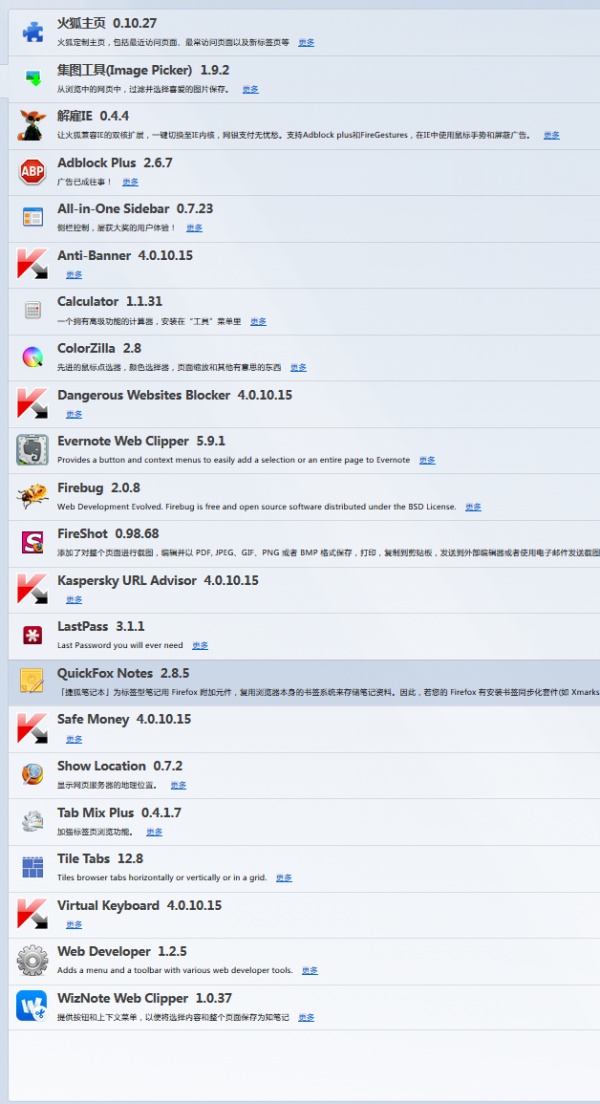 火狐主页 0.10.27
火狐定制主页，包括最近访问页面、最常访问页面以及新标签页等 更多
集图工具(Image Picker) 1.9.2
从浏览中的网页中，过滤并选择喜爱的图片保存。 更多
解雇IE 0.4.4
让火狐兼容IE的双核扩展，一键切换至IE内核，网银支付无忧愁。支持Adblock plus和FireGestures，在IE中使用鼠标手势和屏蔽广告。 更多
ABP
Adblock Plus 2.6.7
广告已成往事！ 更多
All-in-One Sidebar 0.7.23
侧栏控制，屡获大奖的用户体验！ 更多
Anti-Banner 4.0.10.15
更多
Calculator 1.1.31
一个拥有高级功能的计算器，安装在“工具”菜单里 更多
ColorZilla 2.8
先进的鼠标点选器，颜色选择器，页面缩放和其他有意思的东西 更多
Dangerous Websites Blocker 4.0.10.15
更多
Evernote Web Clipper 5.9.1
Provides a button and context menus to easily add a selection or an entire page to Evernote 更多
Firebug 2.0.8
Web Development Evolved. Firebug is free and open source software distributed under the BSD License. 更多
FireShot 0.98.68
添加了对整个页面进行截图，编辑并以 PDF, JPEG、GIF、PNG 或者 BMP 格式保存，打印，复制到剪贴板，发送到外部编辑器或者使用电子邮件发送截图
Kaspersky URL Advisor 4.0.10.15
更多
LastPass 3.1.1
Last Password you will ever need 更多
QuickFox Notes 2.8.5
「捷狐笔记本」为标签型笔记用 Firefox 附加元件，复用浏览器本身的书签系统来存储笔记资料。因此，若您的 Firefox 有安装书签同步化套件(如 Xmarks
Safe Money 4.0.10.15
更多
Show Location 0.7.2
显示网页服务器的地理位置。 更多
Tab Mix Plus 0.4.1.7
加强标签页浏览功能。 更多
Tile Tabs 12.8
Tiles browser tabs horizontally or vertically or in a grid. 更多
Virtual Keyboard 4.0.10.15
更多
Web Developer 1.2.5
Adds a menu and a toolbar with various web developer tools. 更多
WizNote Web Clipper 1.0.37
提供按钮和上下文菜单，以便将选择内容和整个页面保存为知笔记 更多